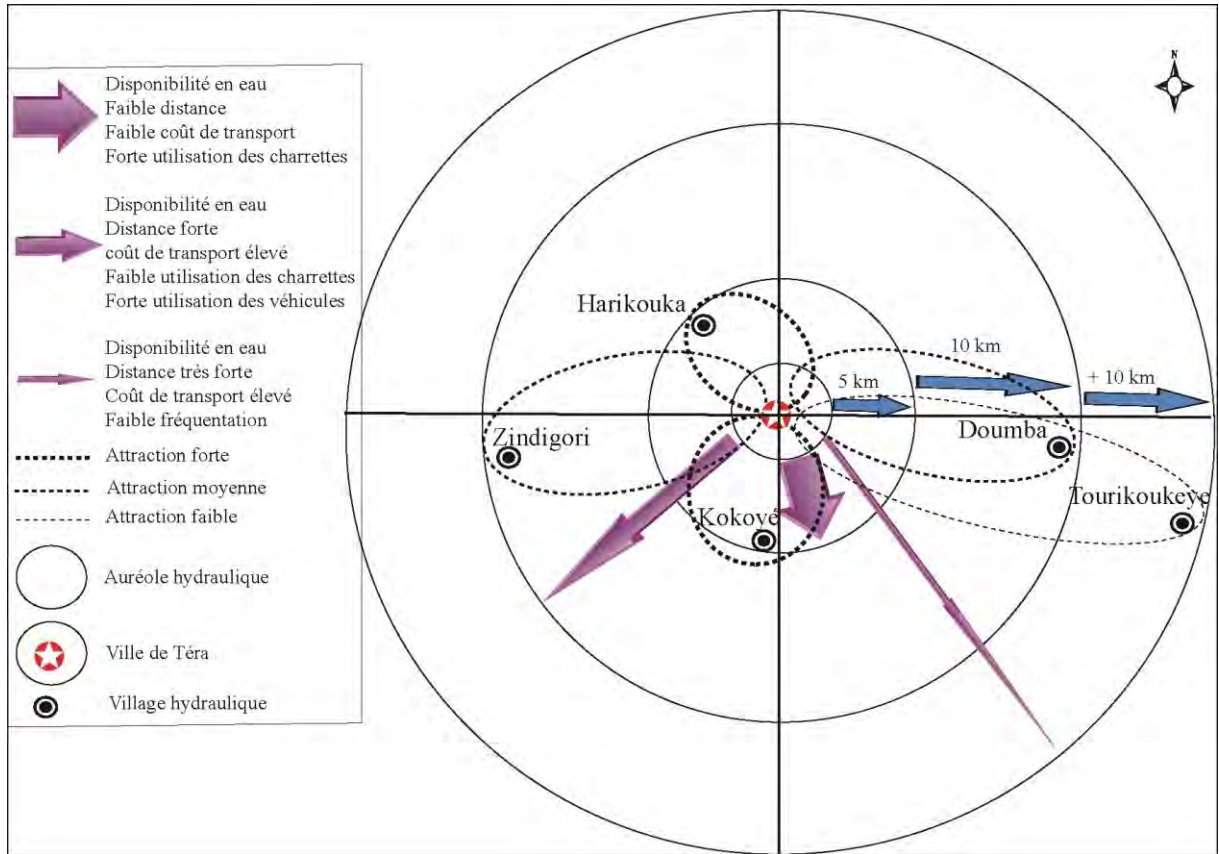 N
Disponibilité en eau
Faible distance
Faible coût de transport
Forte utilisation des charrettes
Disponibilité en eau
Distance forte
coût de transport élevé
Faible utilisation des charrettes
Forte utilisation des véhicules
Disponibilité en eau
Distance très forte
Coût de transport élevé
Faible fréquentation
Attraction forte
Attraction moyenne
Attraction faible
Auréole hydraulique
Ville de Téra
Village hydraulique
Harikouka
10 km
5 km
+ 10 km
Zindigori
Doumba
Kokoyé
Tourikoukeye